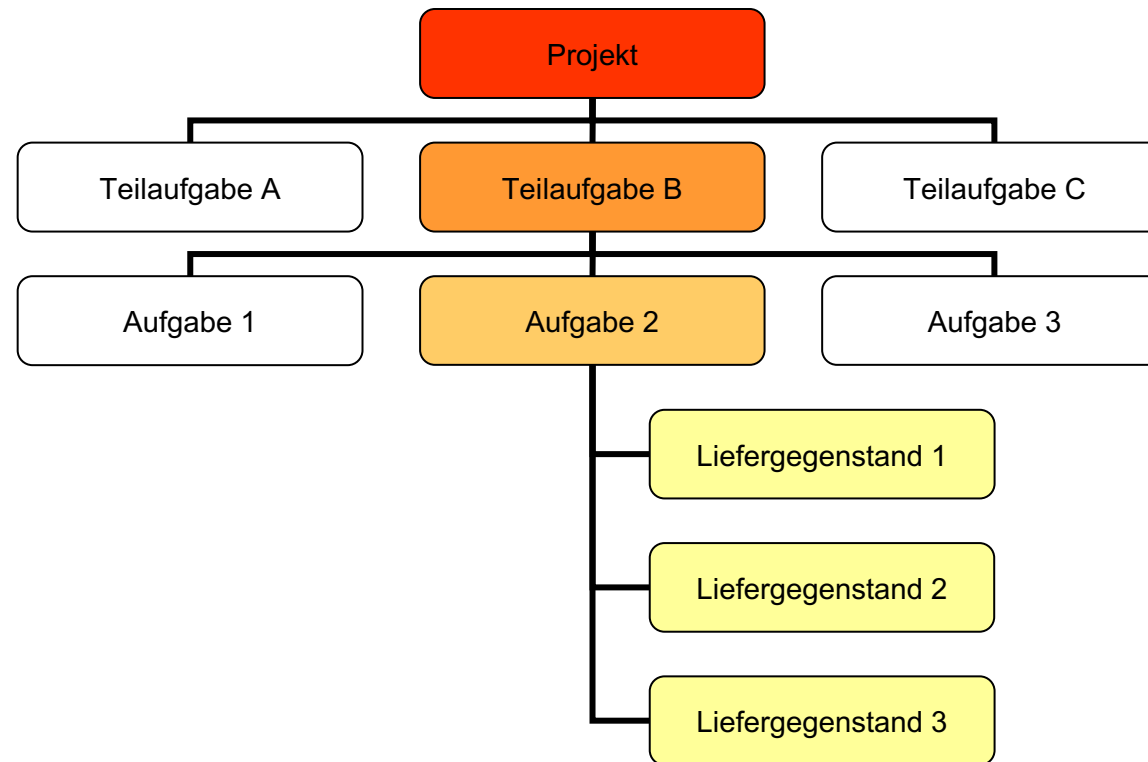 Projekt
Teilaufgabe A
Teilaufgabe B
Teilaufgabe C
Aufgabe 1
Aufgabe 2
Aufgabe 3
Liefergegenstand 1
Liefergegenstand 2
Liefergegenstand 3